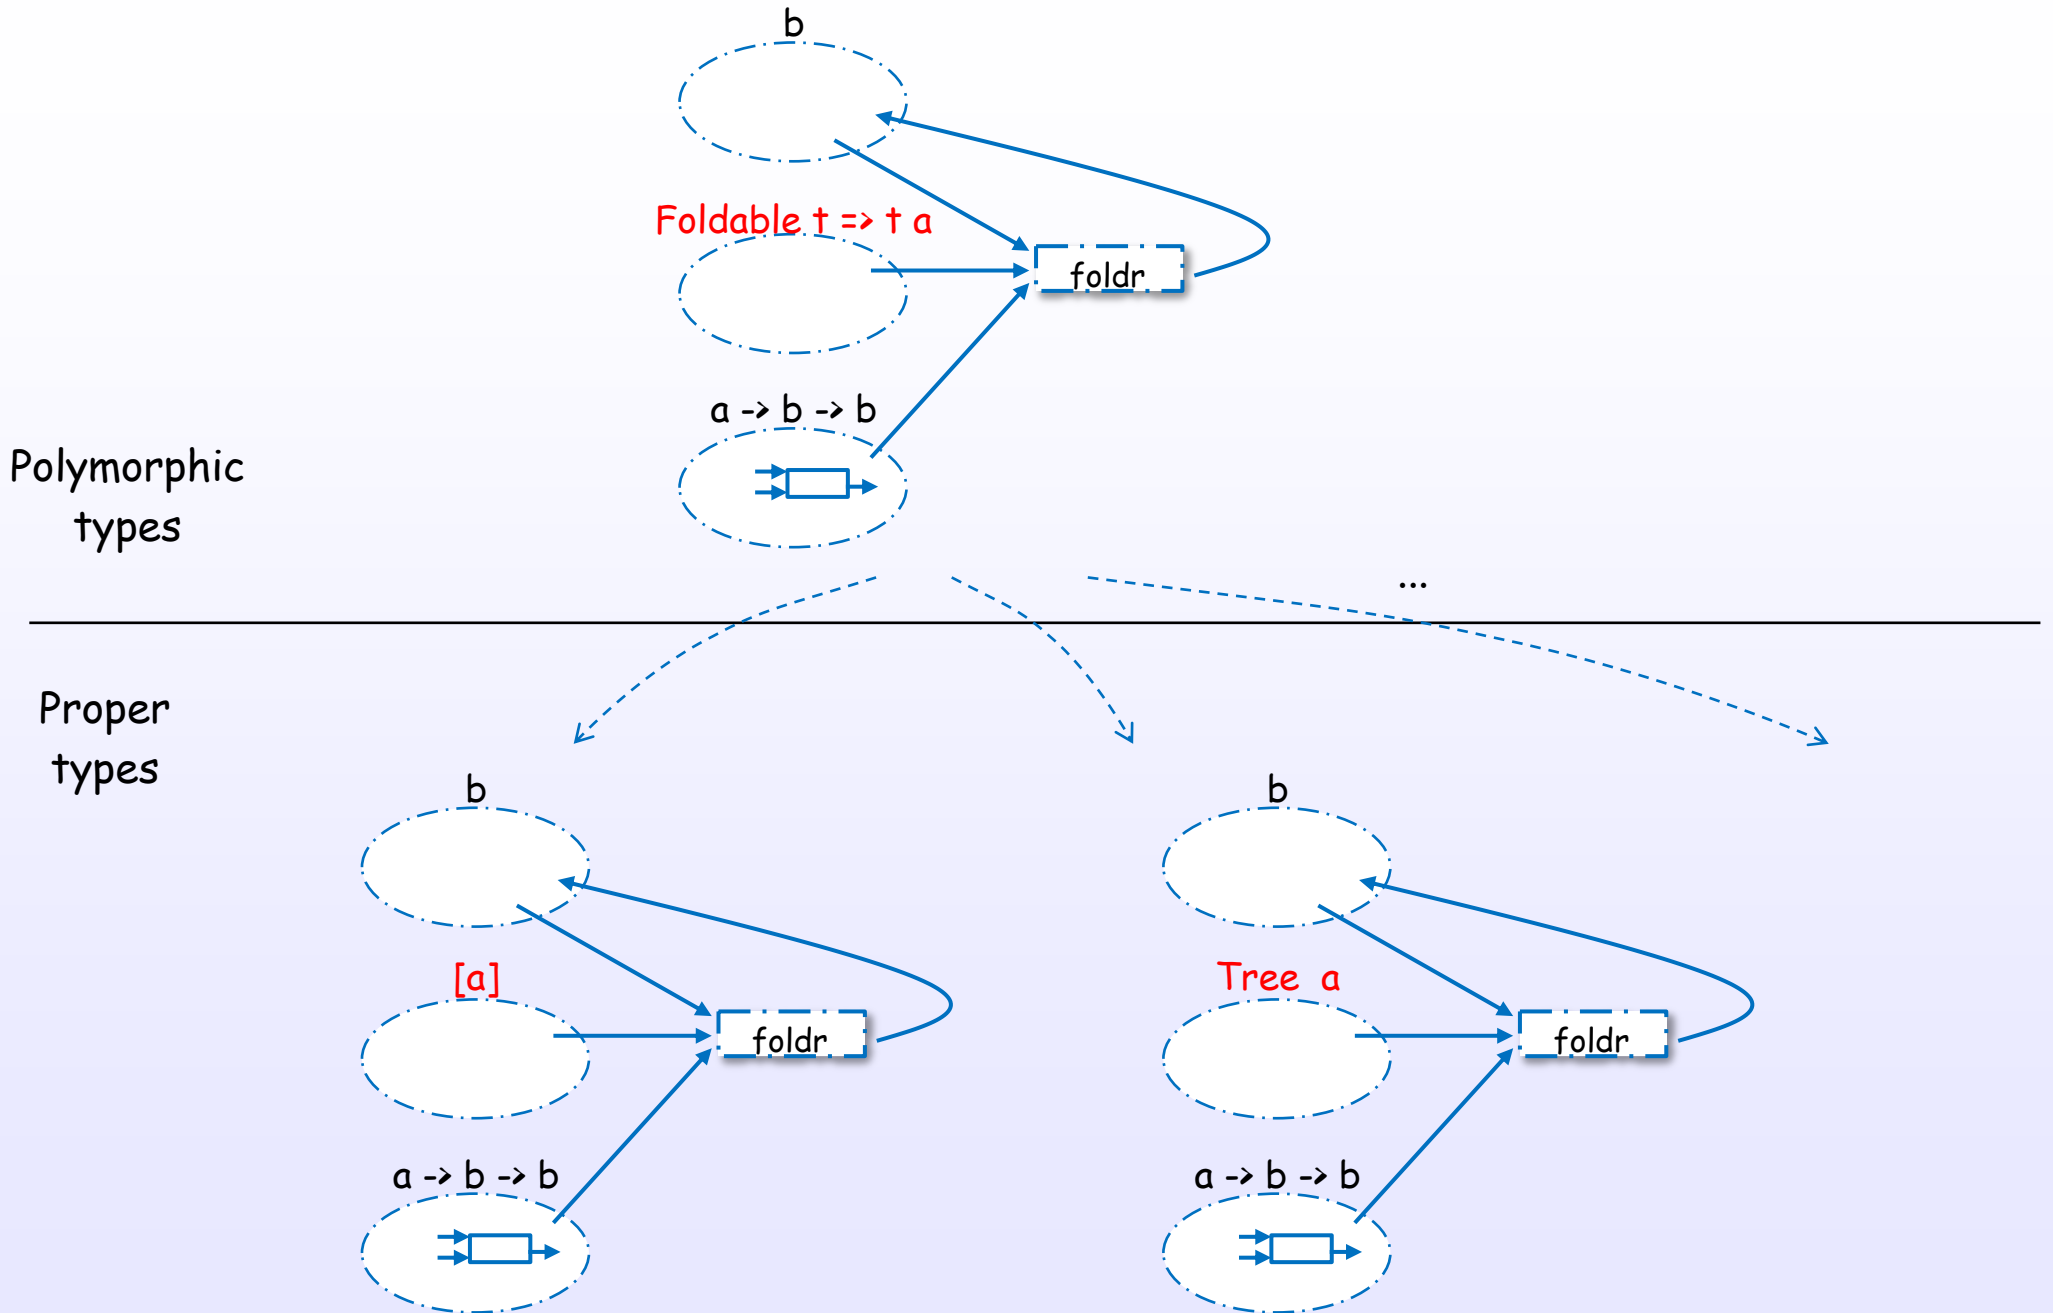 b
Foldable t => t a
foldr
a -> b -> b
Polymorphic
types
...
Proper
types
b
b
[a]
Tree a
foldr
foldr
a -> b -> b
a -> b -> b